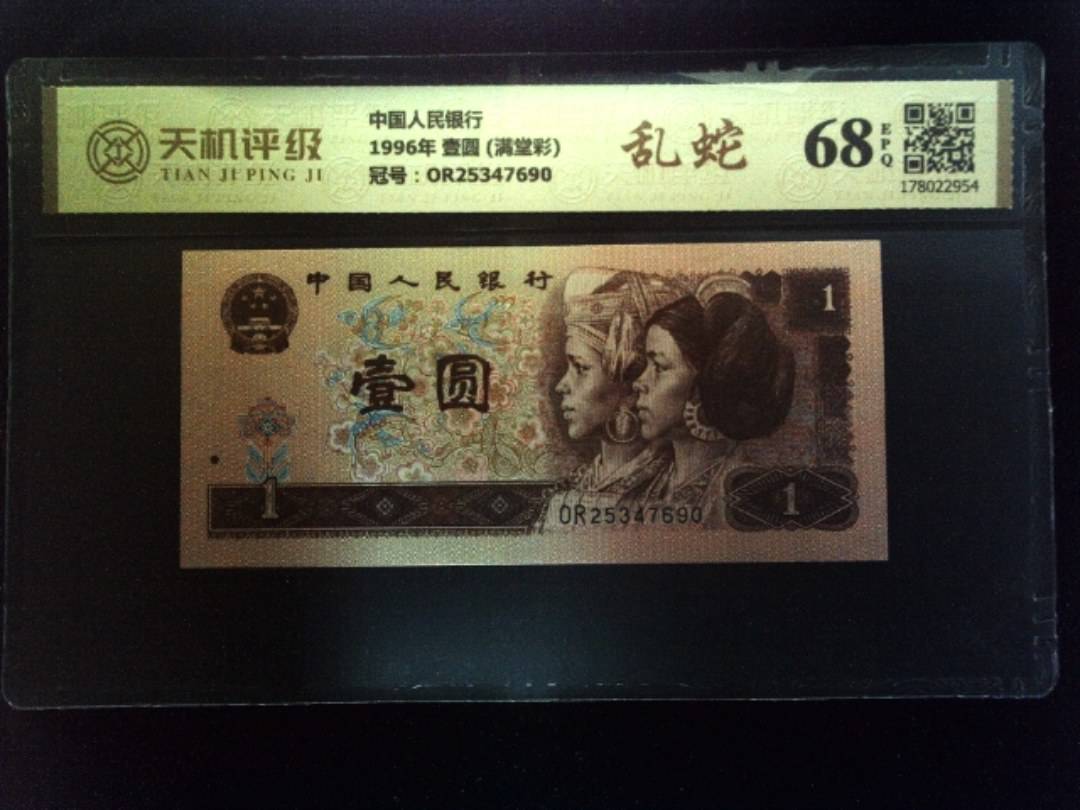 天机评级
TIAN JI PING JI
中国人民银行
1996年 壹圆 (满堂彩)
冠号：OR25347690
乱蛇
68
EPQ
178022954
中国人民银行
1
壹圆
1
OR25347690
1